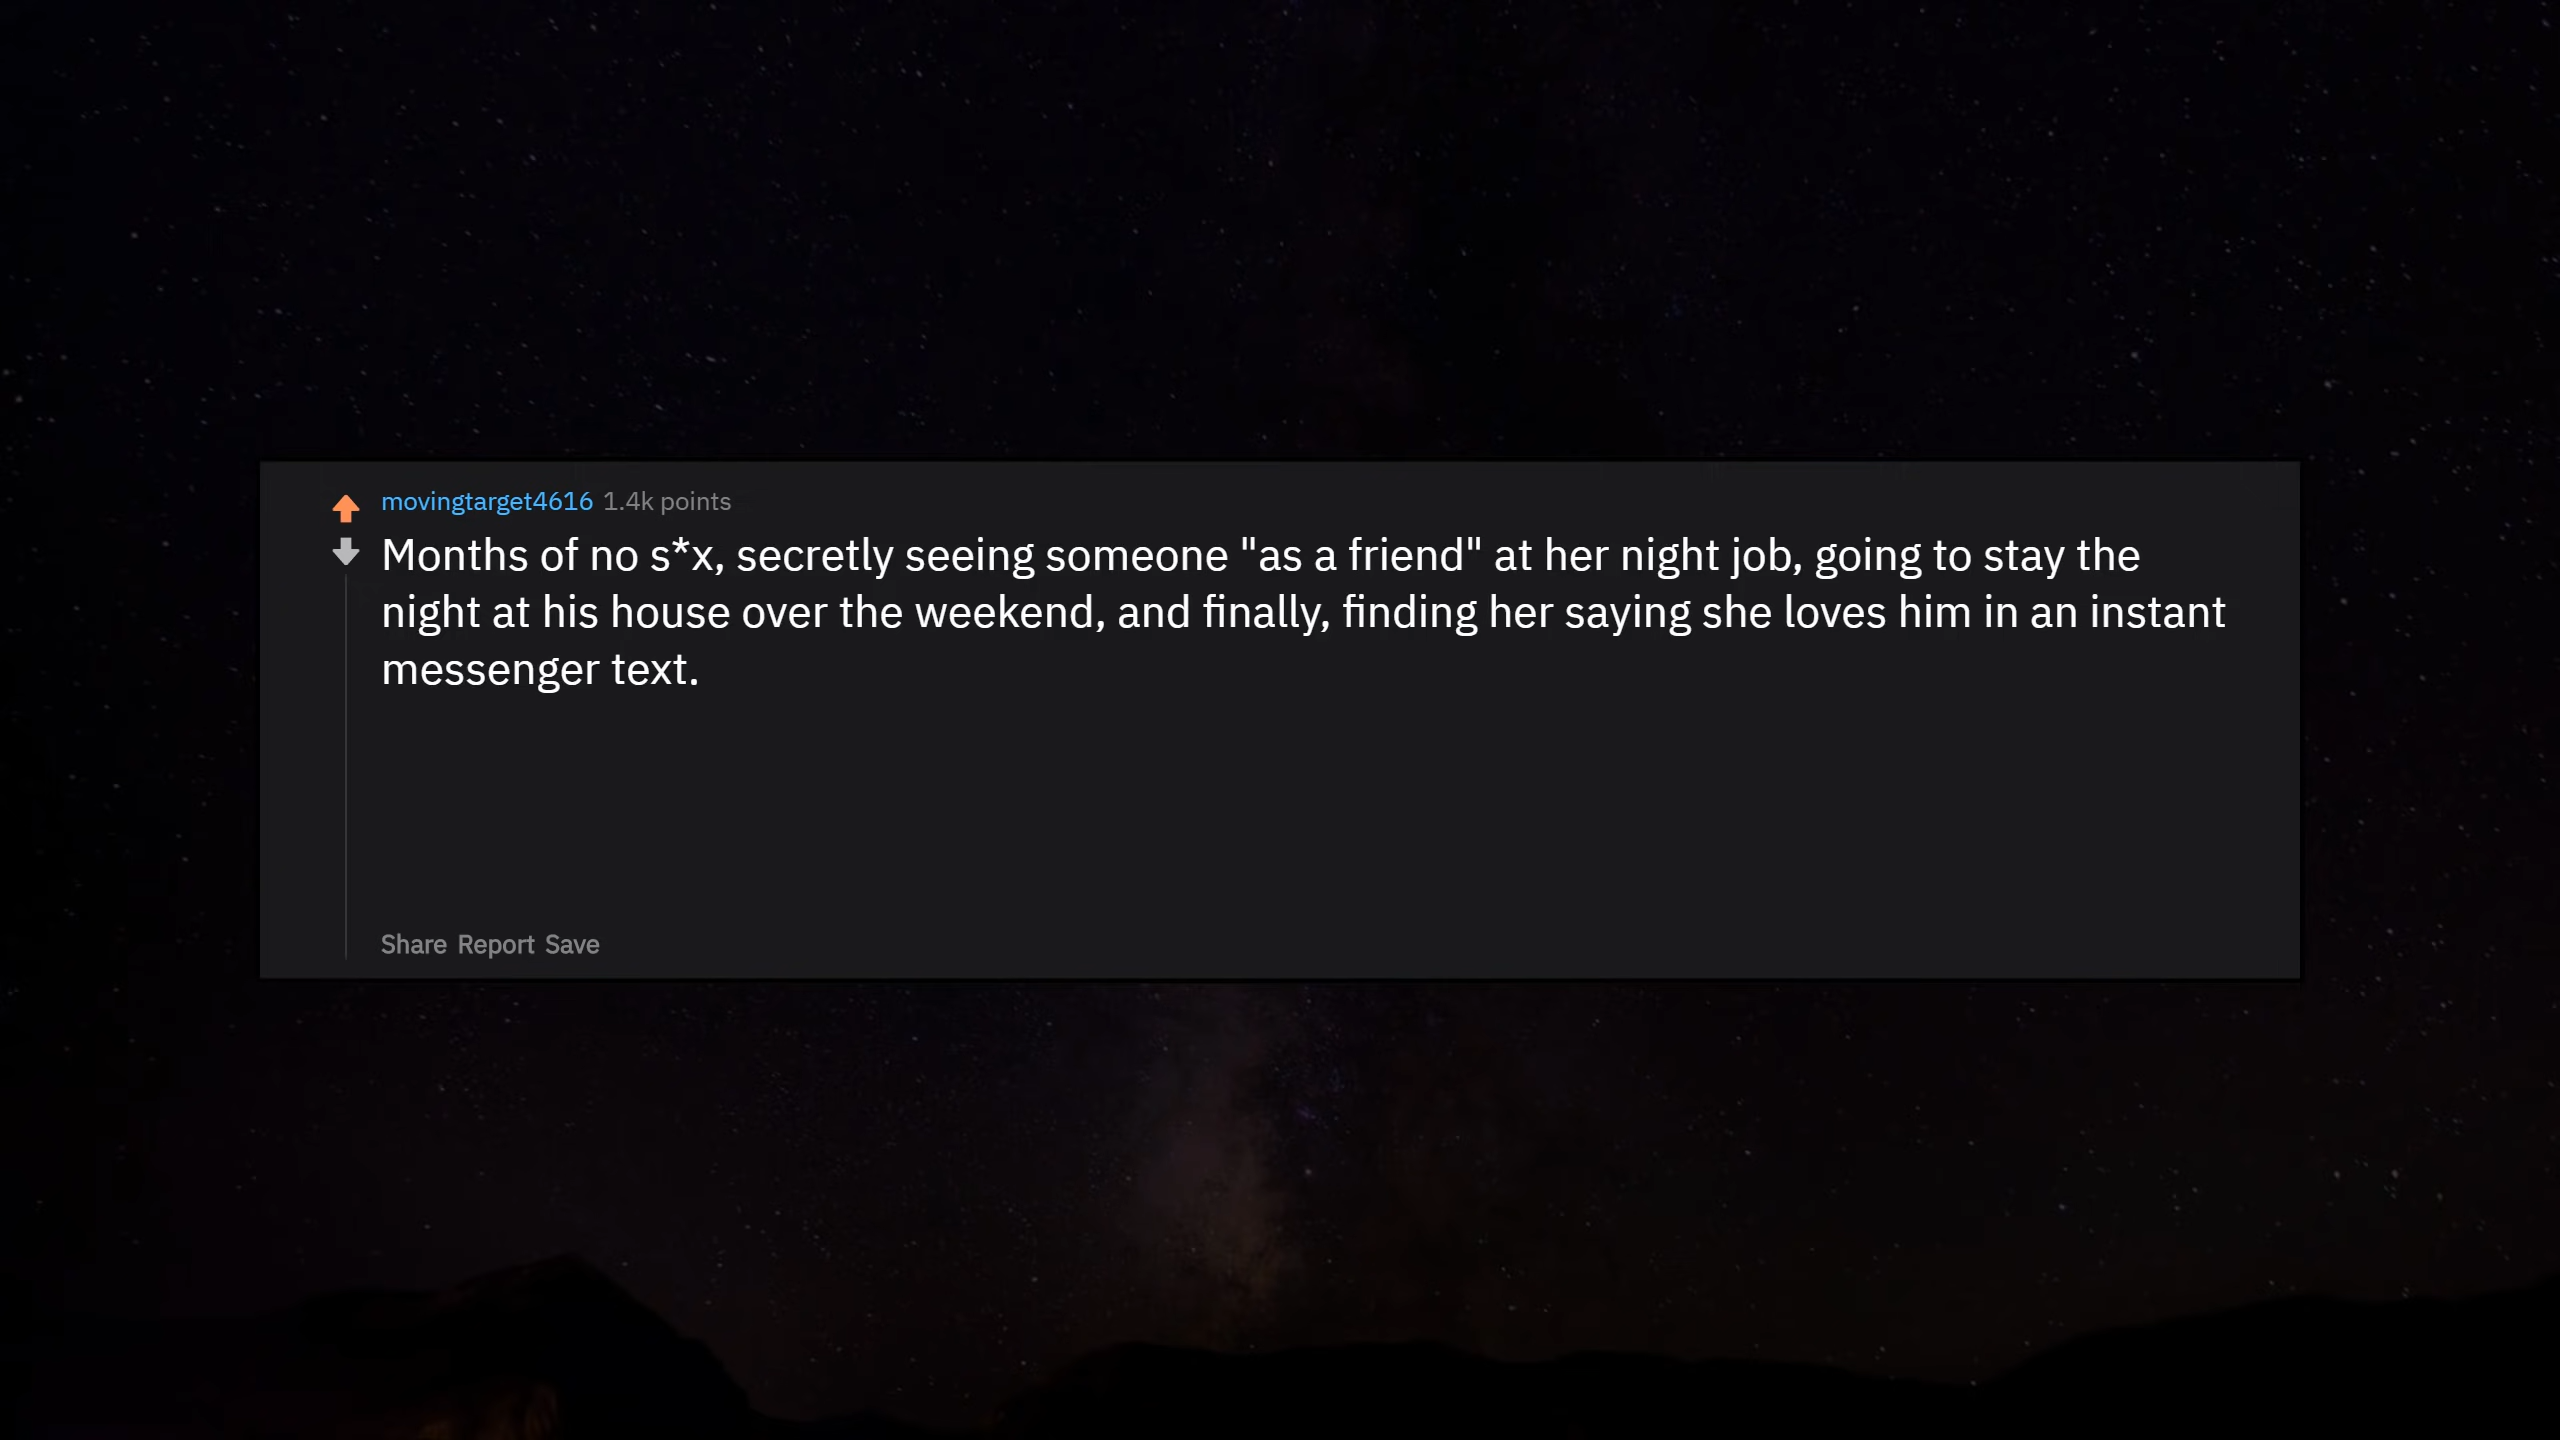 movingtarget4616 1.4k points
Months of no s*x, secretly seeing someone "as a friend" at her night job, going to stay the
night at his house over the weekend, and finally, finding her saying she loves him in an instant
messenger text.
Share Report Save